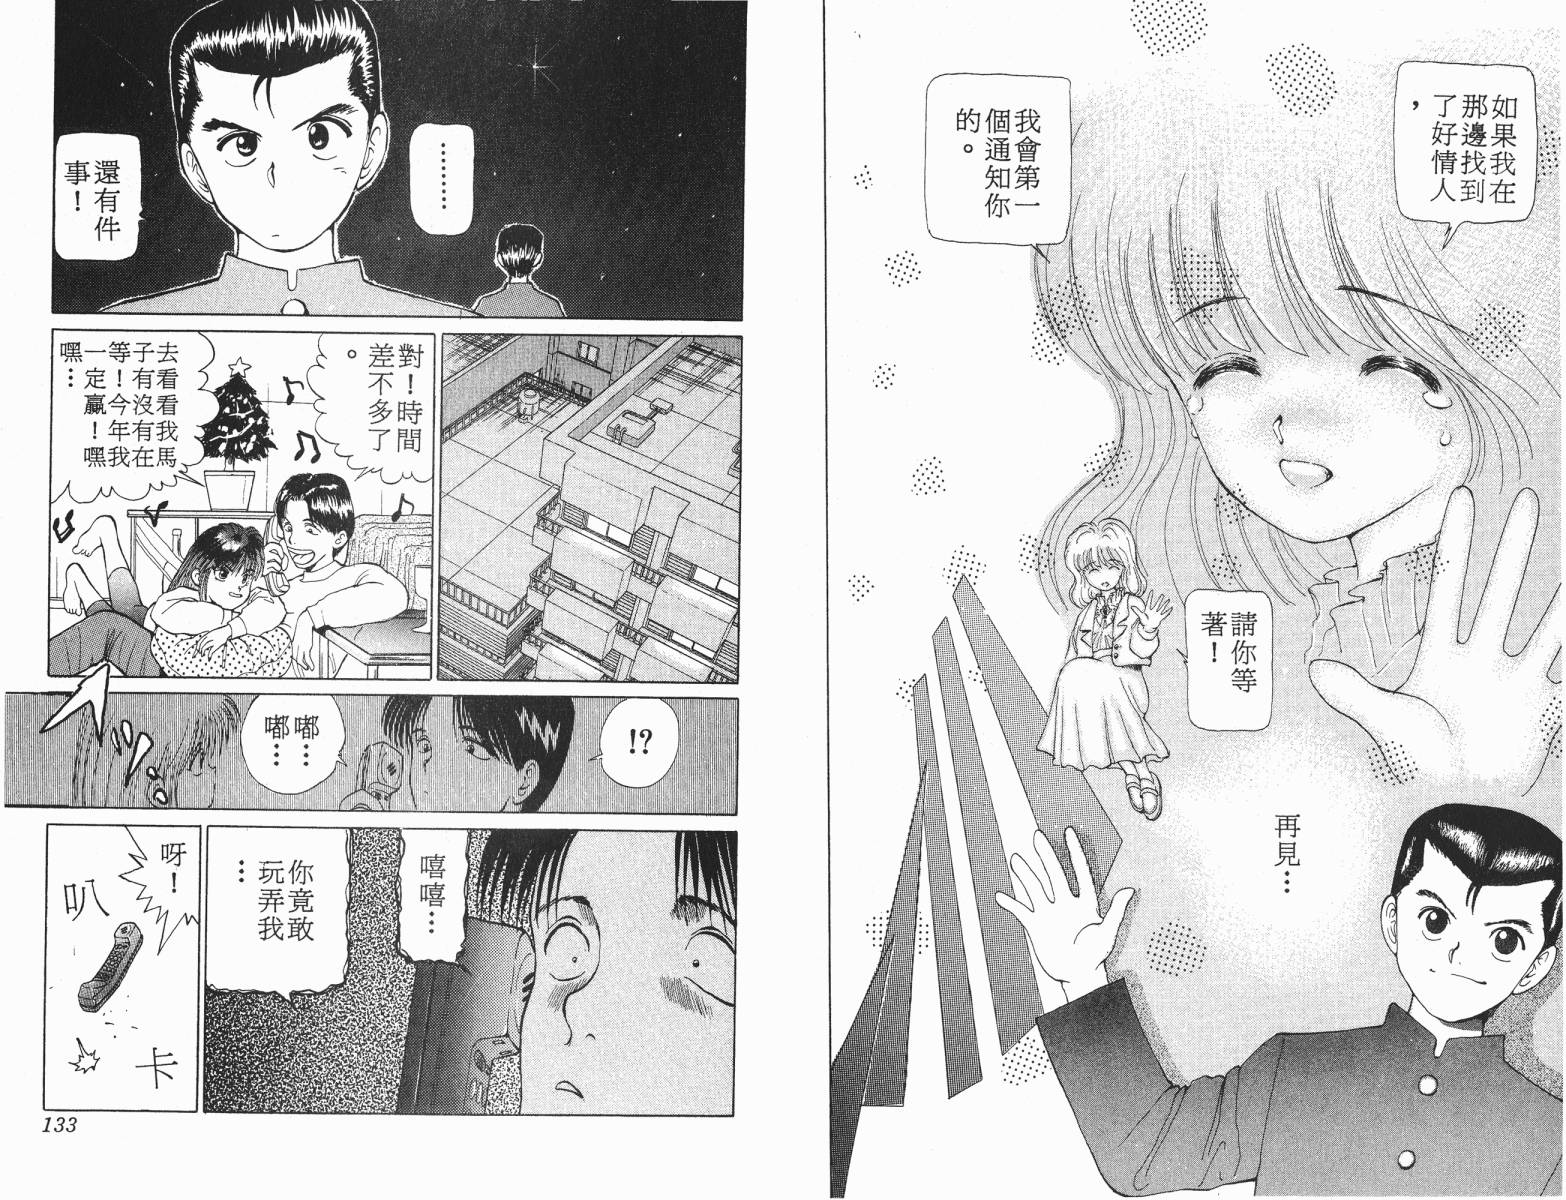 如果我在
那邊找到
了好情人
，
我會第一
個通知你
的。
請你等
著！
再見…
………
還有件
事！
對！時間
差不多了
。
去看看我馬
子有沒有在
等！今年我
一定贏！嘿
嘿…
!?
嘟…
嘟…
嘻嘻…
你竟敢
玩弄我
…
呀！
叭
卡
133